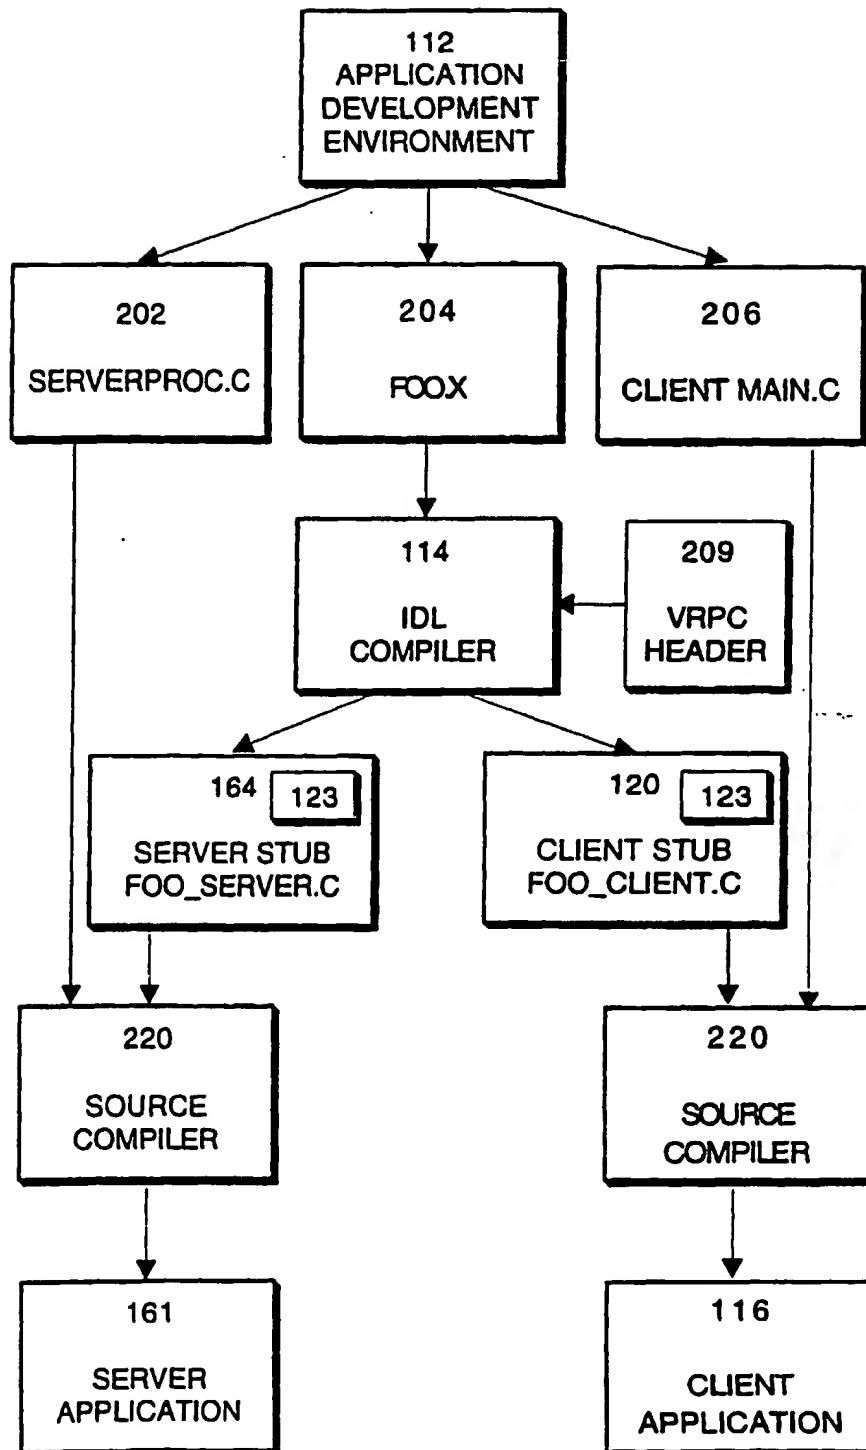 112
APPLICATION
DEVELOPMENT
ENVIRONMENT
202
SERVERPROC.C
204
FOO.X
206
CLIENT MAIN.C
114
IDL
COMPILER
209
VRPC
HEADER
164
123
SERVER STUB
FOO_SERVER.C
120
123
CLIENT STUB
FOO_CLIENT.C
220
SOURCE
COMPILER
220
SOURCE
COMPILER
161
SERVER
APPLICATION
116
CLIENT
APPLICATION